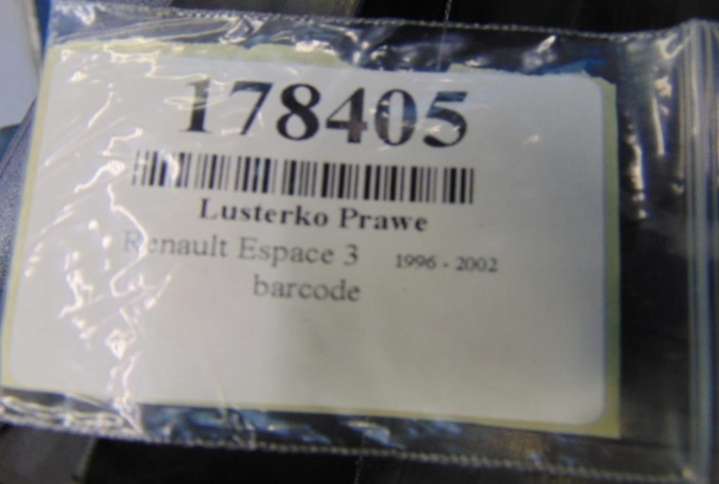 178405
Lusterko Prawe
Renault Espace 3 1996 - 2002
barcode